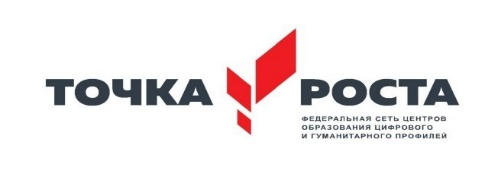 ТОЧКА РОСТА
ФЕДЕРАЛЬНАЯ СЕТЬ ЦЕНТРОВ
ОБРАЗОВАНИЯ ЦИФРОВОГО
И ГУМАНИТАРНОГО ПРОФИЛЕЙ